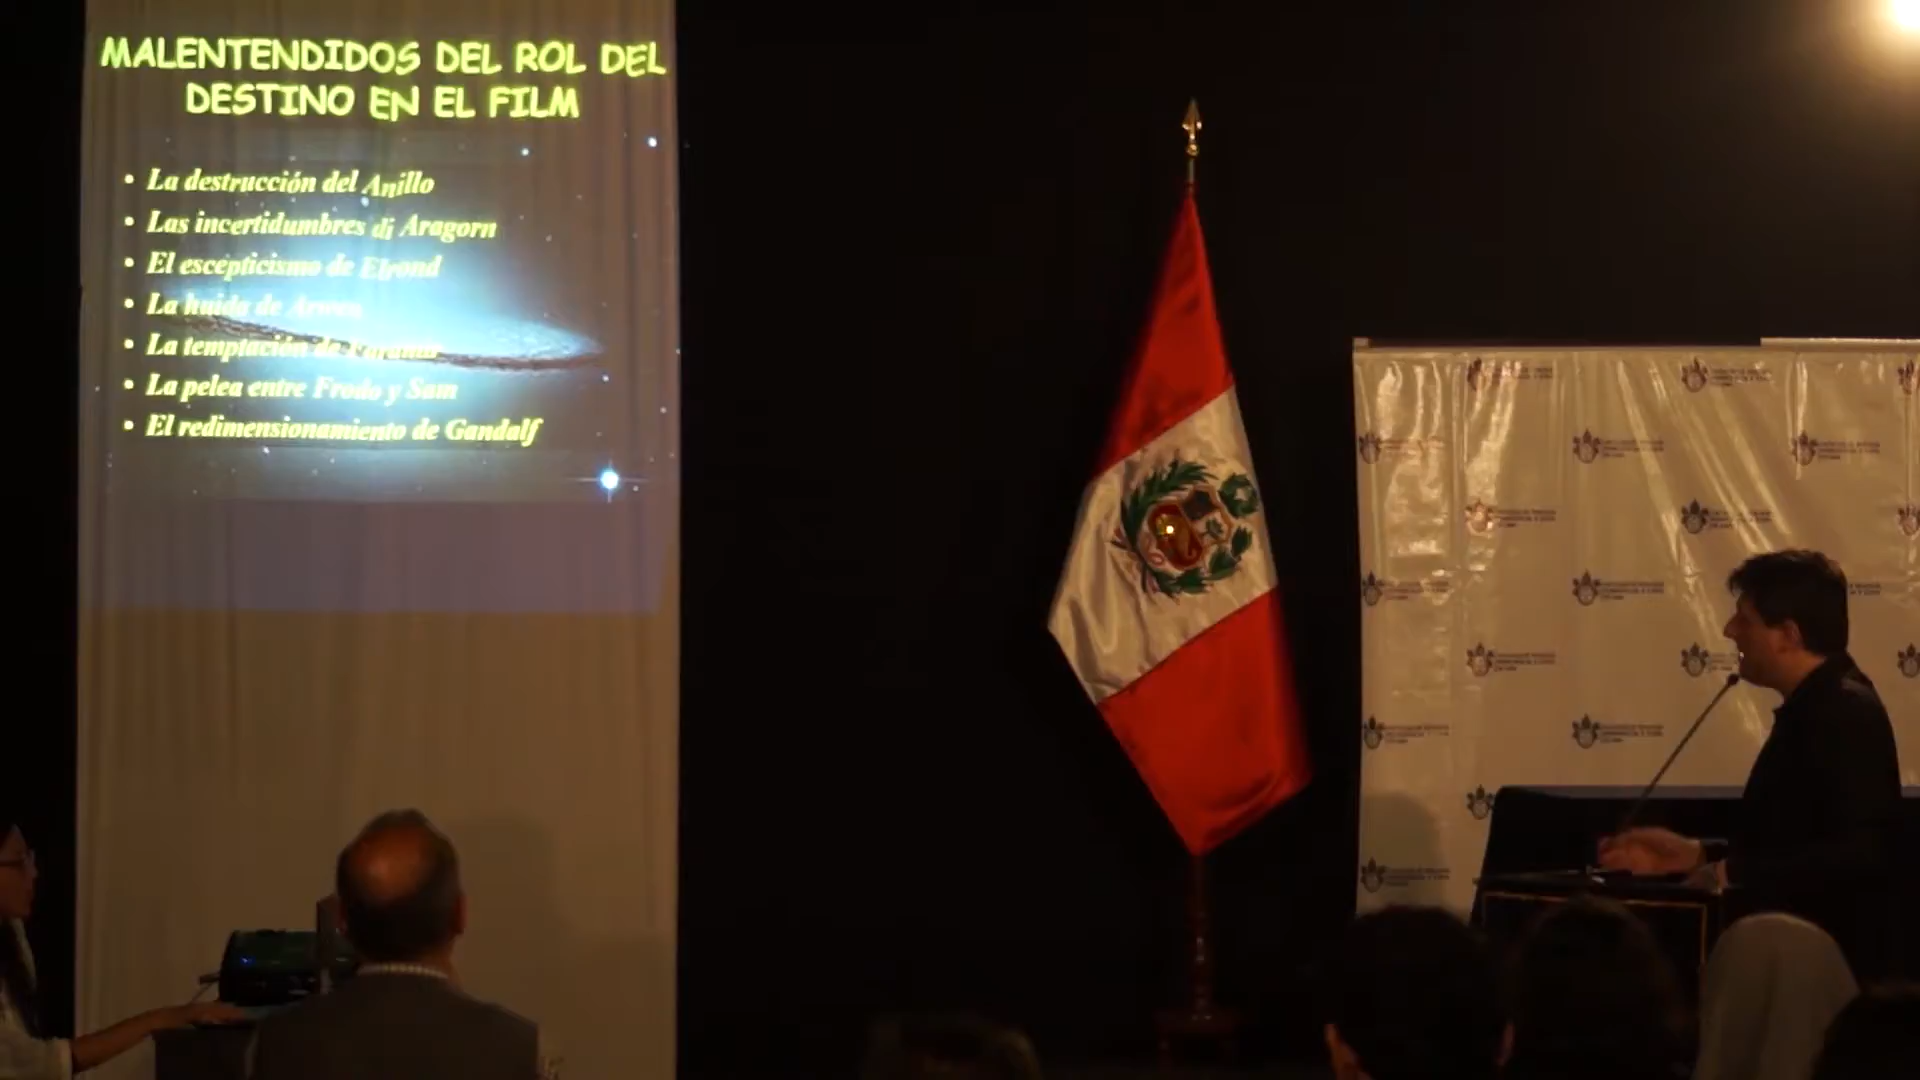 MALENTENDIDOS DEL ROL DEL
DESTINO EN EL FILM
• La destrucción del Anillo
• Las incertidumbres di Aragorn
• El escepticismo de Elrond
• La huida de Arwen
• La temptación de Faramir
• La pelea entre Frodo y Sam
• El redimensionamiento de Gandalf